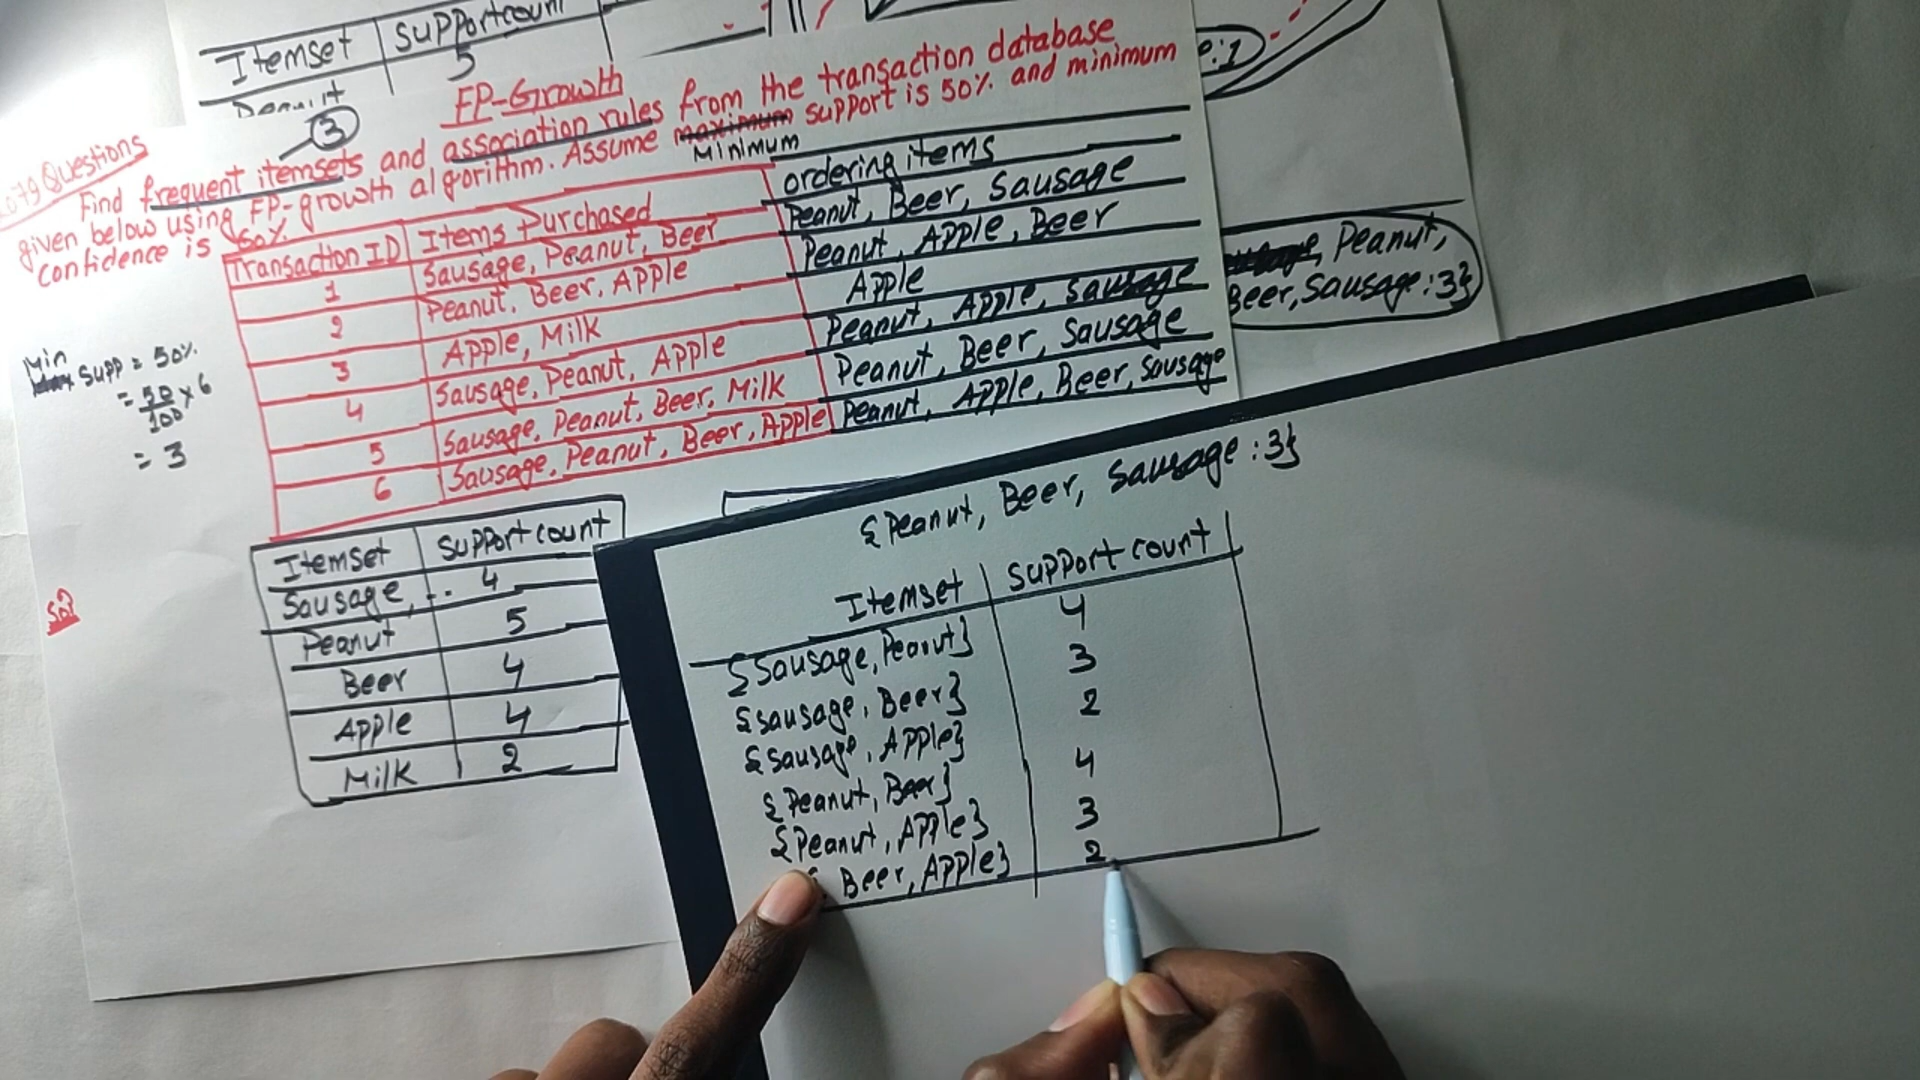 Itemset support count
5
FP-Growth
3
Questions
Find frequent itemsets and association rules from the transaction database
given below using FP-growth algorithm. Assume maximum support is 50% and minimum
Minimum
confidence is 60%
Transaction ID Items Purchased ordering items
1 Sausage, Peanut, Beer Peanut, Beer, Sausage
2 Peanut, Beer, Apple Peanut, Apple, Beer
3 Apple, Milk Apple
4 Sausage, Peanut, Apple Peanut, Apple, Sausage
5 Sausage, Peanut, Beer, Milk Peanut, Beer, Sausage
6 Sausage, Peanut, Beer, Apple Peanut, Apple, Beer, Sausage
Min
supp = 50%
= 50/100 x 6
= 3
Itemset support count
Sausage, 4
Peanut 5
Beer 4
Apple 4
Milk 2
e:1
, Peanut,
Beer, Sausage:3}
{Peanut, Beer, Sausage:3}
Itemset support count
{Sausage, Peanut} 4
{sausage, Beer} 3
{sausage, Apple} 2
{Peanut, Beer} 4
{Peanut, Apple} 3
{ Beer, Apple} 2